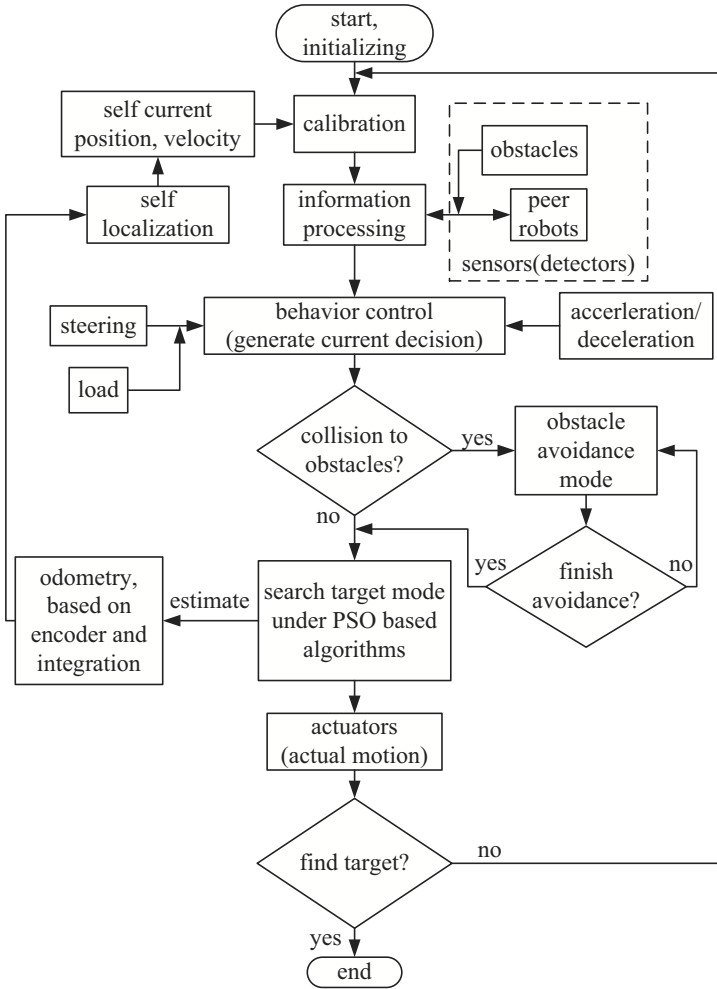 start,
initializing
self current
position, velocity
calibration
obstacles
self
localization
information
processing
peer
robots
sensors(detectors)
steering
behavior control
(generate current decision)
accerleration/
deceleration
load
collision to
obstacles?
yes
obstacle
avoidance
mode
no
yes
finish
avoidance?
no
odometry,
based on
encoder and
integration
estimate
search target mode
under PSO based
algorithms
actuators
(actual motion)
find target?
no
yes
end